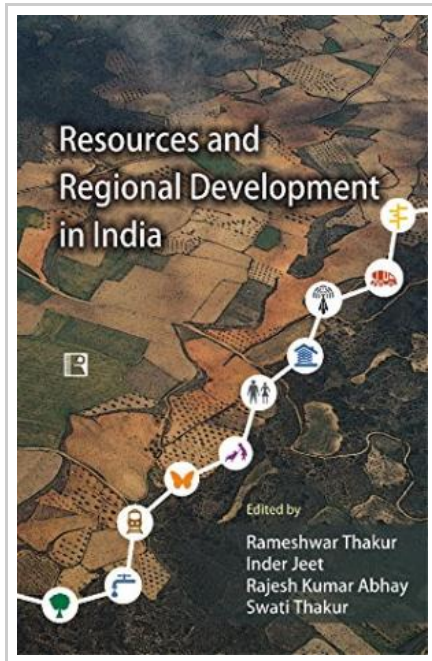 Resources and
Regional Development
in India
Edited by
Rameshwar Thakur
Inder Jeet
Rajesh Kumar Abhay
Swati Thakur